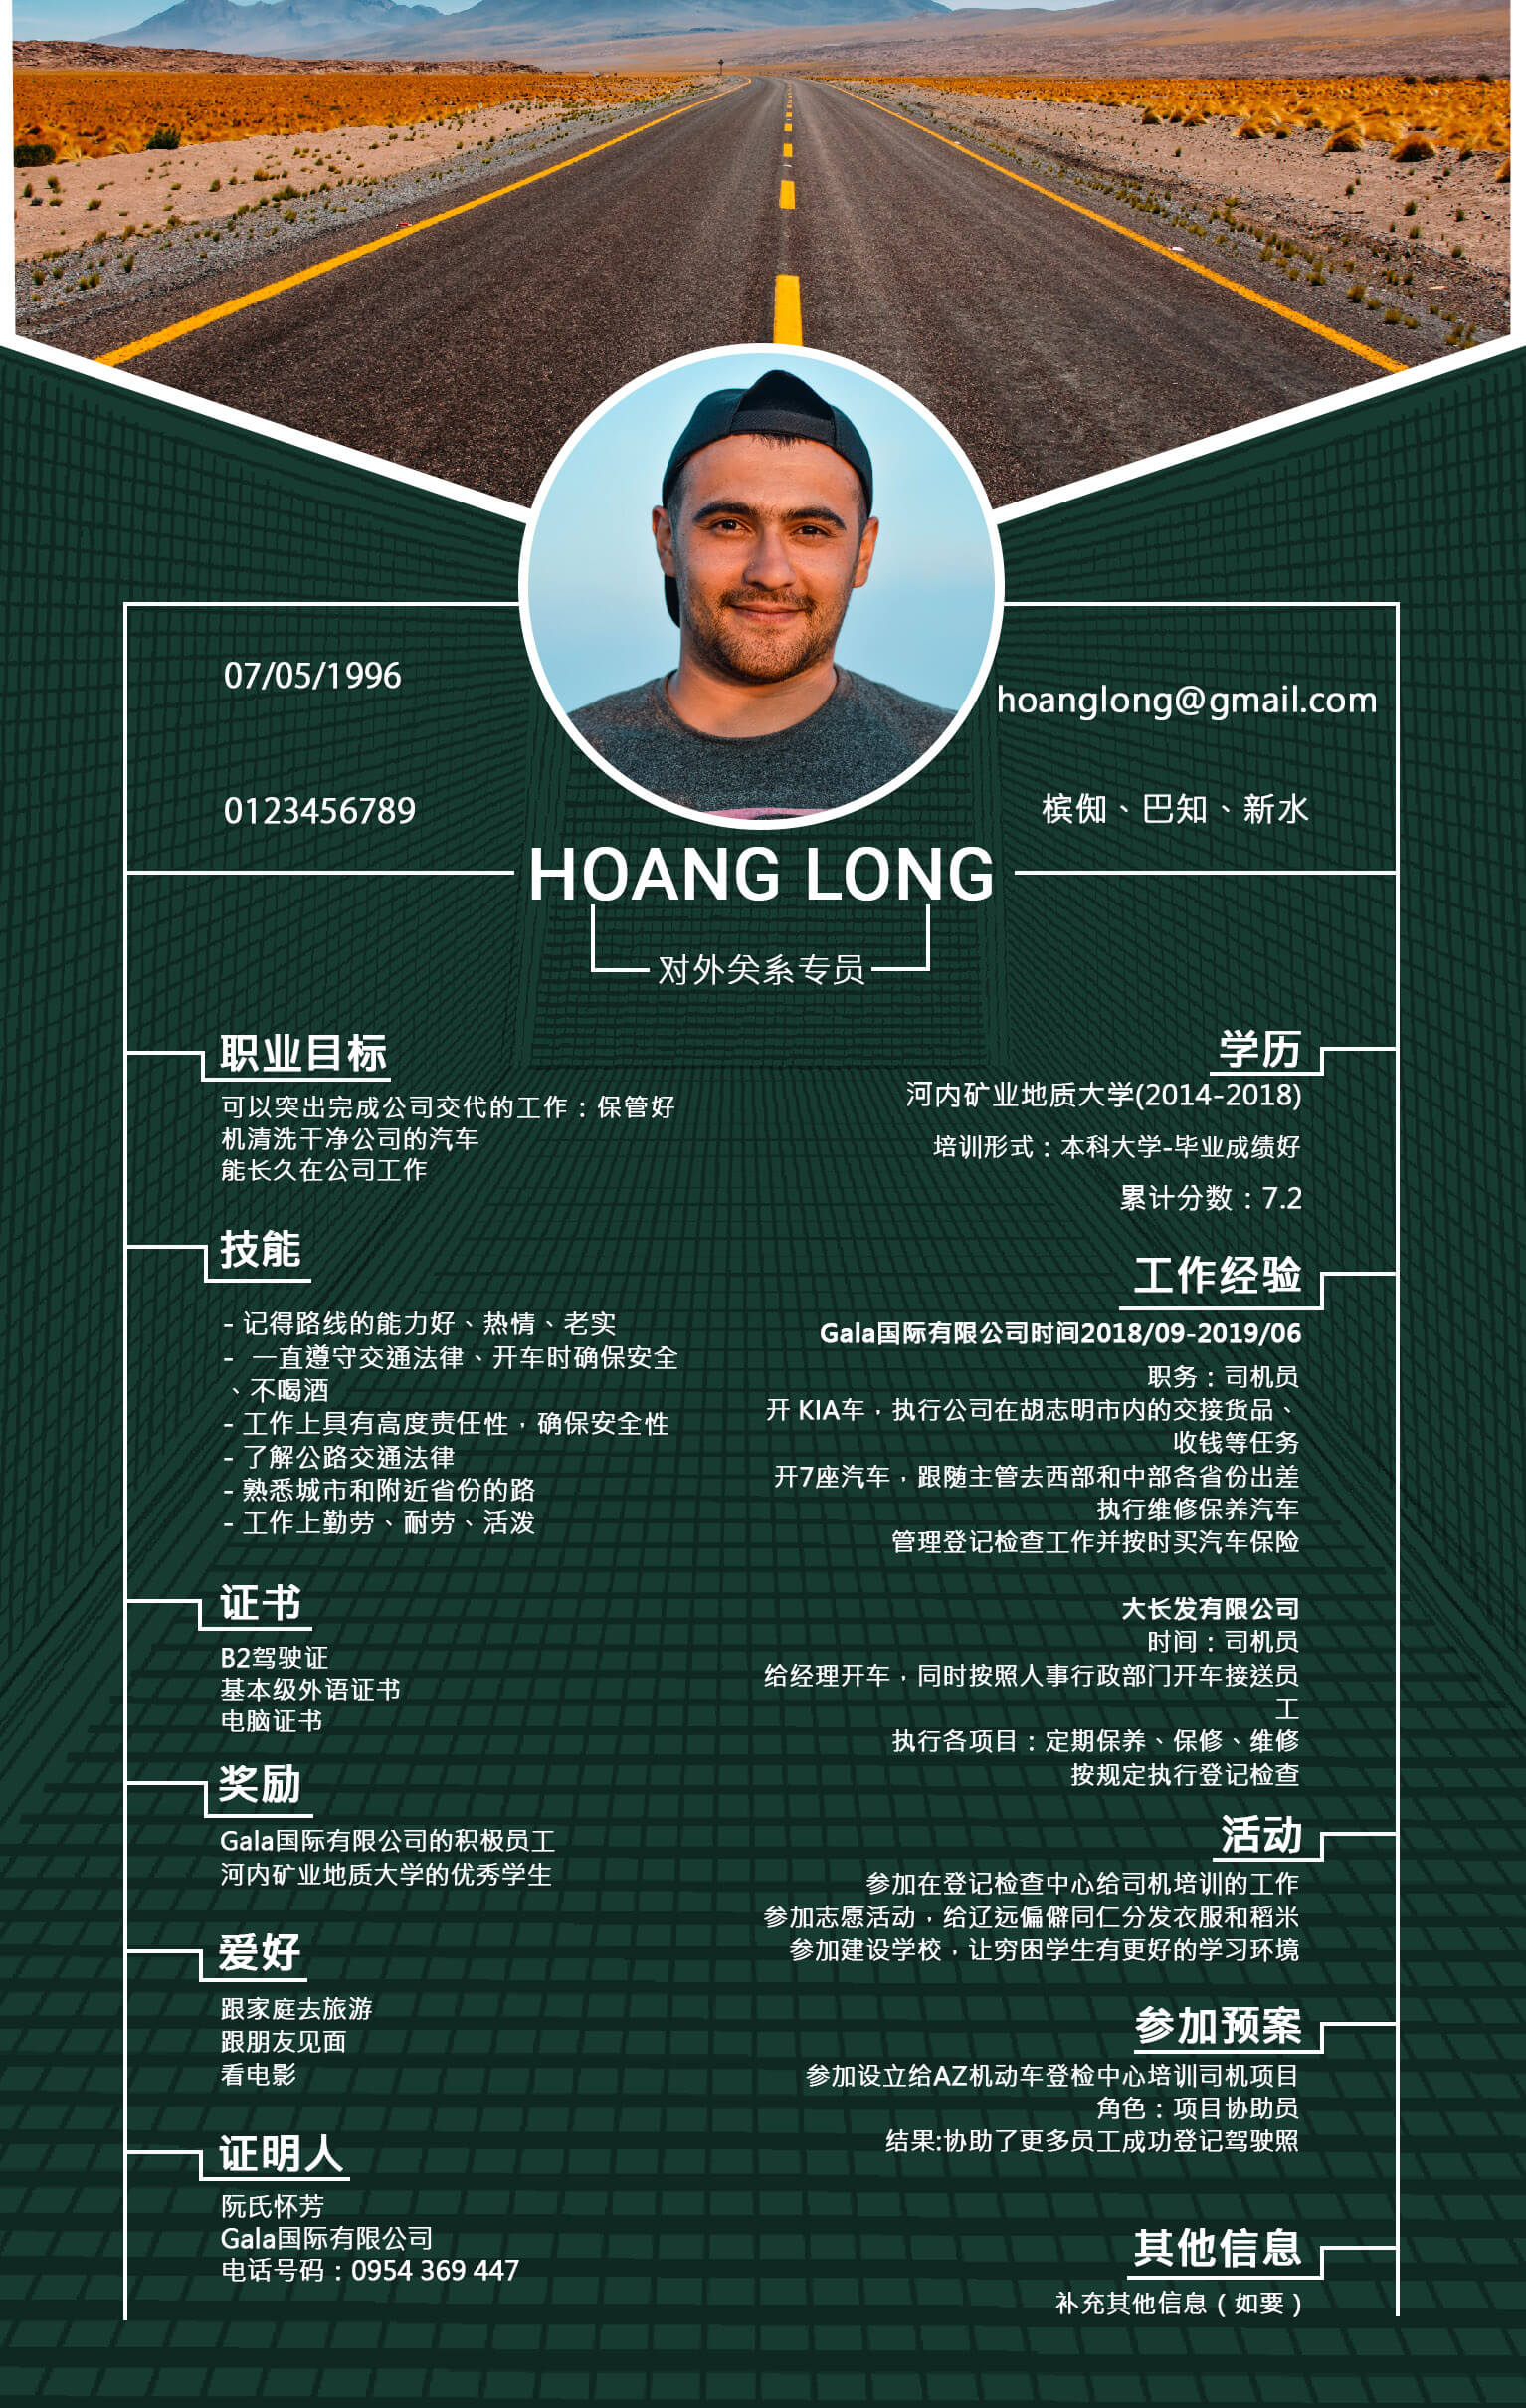 07/05/1996
0123456789
hoanglong@gmail.com
槟倁、巴知、新水
HOANG LONG
对外关系专员
职业目标
可以突出完成公司交代的工作：保管好
机清洗干净公司的汽车
能长久在公司工作
技能
- 记得路线的能力好、热情、老实
- 一直遵守交通法律、开车时确保安全
、不喝酒
- 工作上具有高度责任性，确保安全性
- 了解公路交通法律
- 熟悉城市和附近省份的路
- 工作上勤劳、耐劳、活泼
证书
B2驾驶证
基本级外语证书
电脑证书
奖励
Gala国际有限公司的积极员工
河内矿业地质大学的优秀学生
爱好
跟家庭去旅游
跟朋友见面
看电影
证明人
阮氏怀芳
Gala国际有限公司
电话号码：0954 369 447
学历
河内矿业地质大学(2014-2018)
培训形式：本科大学-毕业成绩好
累计分数：7.2
工作经验
Gala国际有限公司时间2018/09-2019/06
职务：司机员
开 KIA车，执行公司在胡志明市内的交接货品、
收钱等任务
开7座汽车，跟随主管去西部和中部各省份出差
执行维修保养汽车
管理登记检查工作并按时买汽车保险
大长发有限公司
时间：司机员
给经理开车，同时按照人事行政部门开车接送员
工
执行各项目：定期保养、保修、维修
按规定执行登记检查
活动
参加在登记检查中心给司机培训的工作
参加志愿活动，给辽远偏僻同仁分发衣服和稻米
参加建设学校，让穷困学生有更好的学习环境
参加预案
参加设立给AZ机动车登检中心培训司机项目
角色：项目协助员
结果:协助了更多员工成功登记驾驶照
其他信息
补充其他信息（如要）